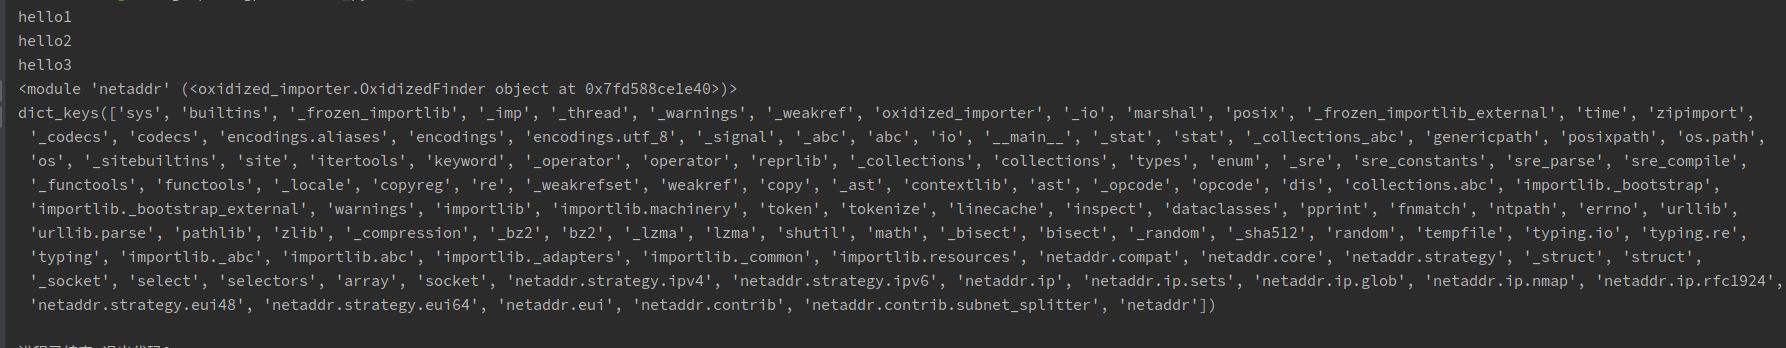 hello1
hello2
hello3
<module 'netaddr' (<oxidized_importer.OxidizedFinder object at 0x7fd588ce1e40>)>
dict_keys(['sys', 'builtins', '_frozen_importlib', '_imp', '_thread', '_warnings', '_weakref', 'oxidized_importer', '_io', 'marshal', 'posix', '_frozen_importlib_external', 'time', 'zipimport',
'_codecs', 'codecs', 'encodings.aliases', 'encodings', 'encodings.utf_8', '_signal', '_abc', 'abc', 'io', '__main__', '_stat', 'stat', '_collections_abc', 'genericpath', 'posixpath', 'os.path',
'os', '_sitebuiltins', 'site', 'itertools', 'keyword', '_operator', 'operator', 'reprlib', '_collections', 'collections', 'types', 'enum', '_sre', 'sre_constants', 'sre_parse', 'sre_compile',
'_functools', 'functools', '_locale', 'copyreg', 're', '_weakrefset', 'weakref', 'copy', '_ast', 'contextlib', 'ast', '_opcode', 'opcode', 'dis', 'collections.abc', 'importlib._bootstrap',
'importlib._bootstrap_external', 'warnings', 'importlib', 'importlib.machinery', 'token', 'tokenize', 'linecache', 'inspect', 'dataclasses', 'pprint', 'fnmatch', 'ntpath', 'errno', 'urllib',
'urllib.parse', 'pathlib', 'zlib', '_compression', '_bz2', 'bz2', '_lzma', 'lzma', 'shutil', 'math', '_bisect', 'bisect', '_random', '_sha512', 'random', 'tempfile', 'typing.io', 'typing.re',
'typing', 'importlib._abc', 'importlib.abc', 'importlib._adapters', 'importlib._common', 'importlib.resources', 'netaddr.compat', 'netaddr.core', 'netaddr.strategy', '_struct', 'struct',
'_socket', 'select', 'selectors', 'array', 'socket', 'netaddr.strategy.ipv4', 'netaddr.strategy.ipv6', 'netaddr.ip', 'netaddr.ip.sets', 'netaddr.ip.glob', 'netaddr.ip.nmap', 'netaddr.ip.rfc1924',
'netaddr.strategy.eui48', 'netaddr.strategy.eui64', 'netaddr.eui', 'netaddr.contrib', 'netaddr.contrib.subnet_splitter', 'netaddr'])